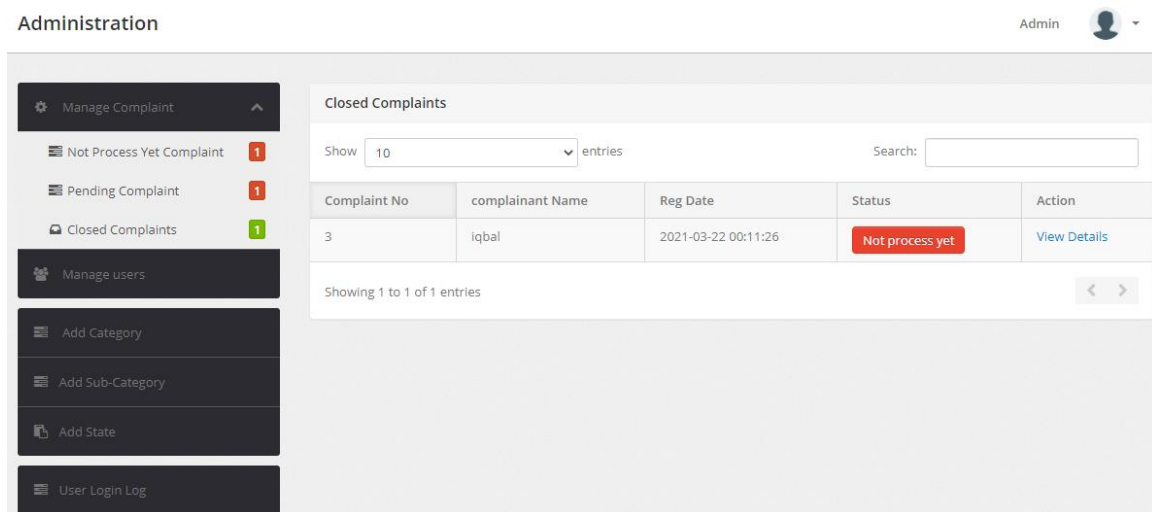 Administration
Admin
Manage Complaint
Not Process Yet Complaint 1
Pending Complaint 1
Closed Complaints 1
Manage users
Add Category
Add Sub-Category
Add State
User Login Log
Closed Complaints
Show 10 entries Search:
Complaint No complainant Name Reg Date Status Action
3 iqbal 2021-03-22 00:11:26 Not process yet View Details
Showing 1 to 1 of 1 entries